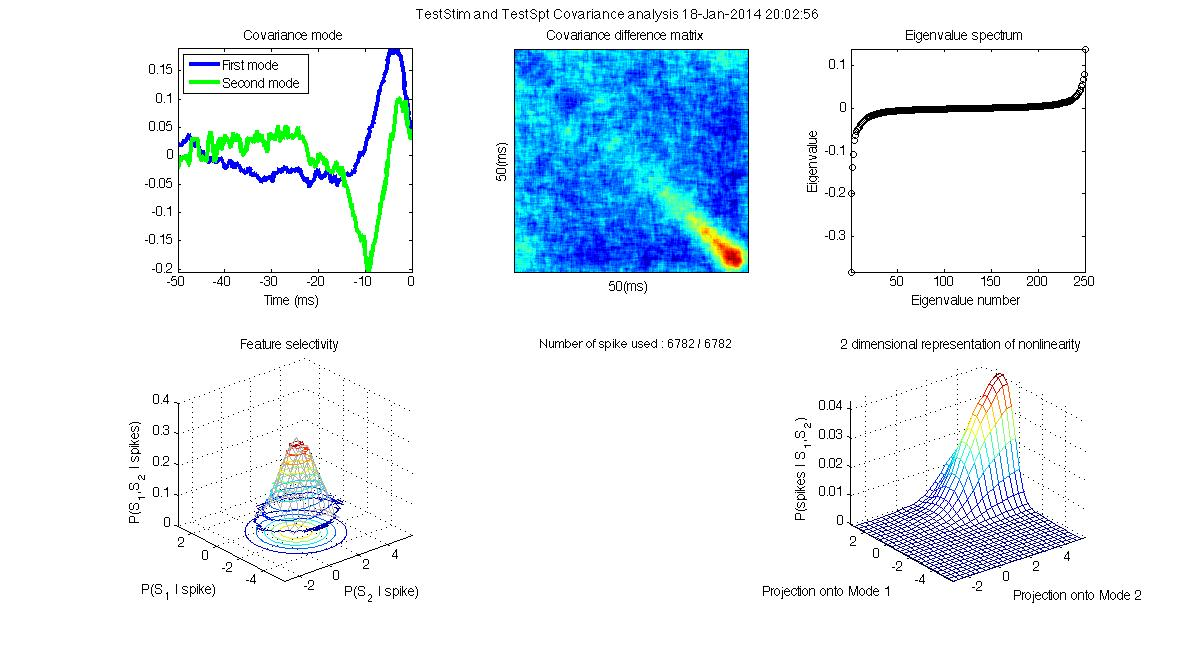 TestStim and TestSpt Covariance analysis 18-Jan-2014 20:02:56
Covariance mode
First mode
Second mode
0.15
0.1
0.05
0
-0.05
-0.1
-0.15
-0.2
-50 -40 -30 -20 -10 0
Time (ms)
Covariance difference matrix
50(ms)
50(ms)
Eigenvalue spectrum
Eigenvalue
0.1
0
-0.1
-0.2
-0.3
50 100 150 200 250
Eigenvalue number
Feature selectivity
P(S1,S2 | spikes)
0.4
0.3
0.2
0.1
0
2 0 -2 -4
-2 0 2 4
P(S1 | spike)
P(S2 | spike)
Number of spike used : 6782 / 6782
2 dimensional representation of nonlinearity
P(spikes | S1,S2)
0.04
0.03
0.02
0.01
0
2 0 -2 -4
-2 0 2 4
Projection onto Mode 1
Projection onto Mode 2